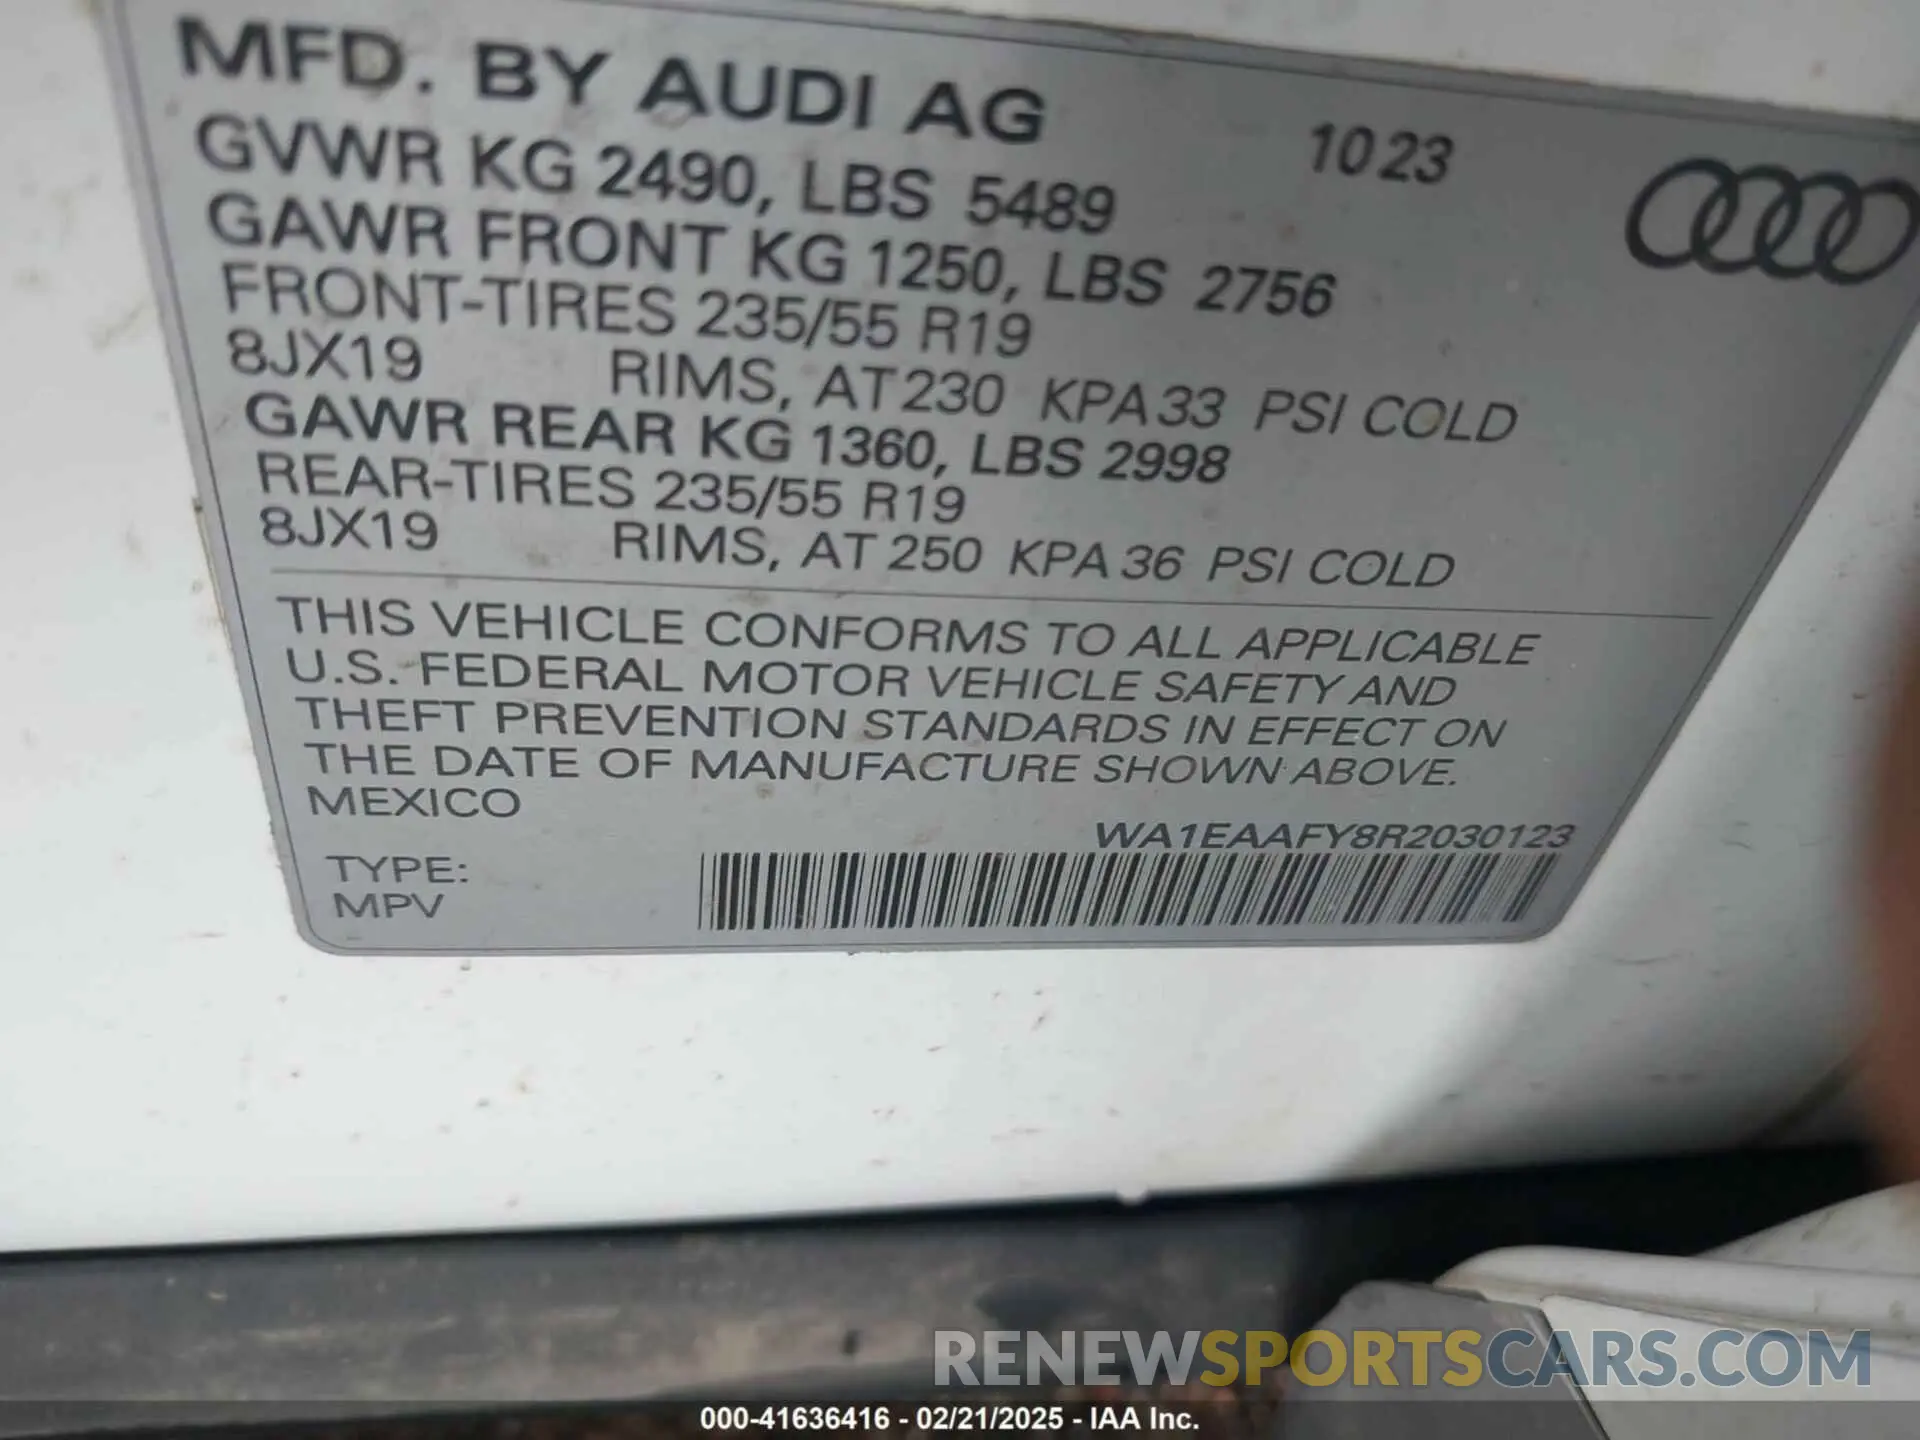 MFD. BY AUDI AG
10 23
GVWR KG 2490, LBS 5489
GAWR FRONT KG 1250, LBS 2756
FRONT-TIRES 235/55 R19
8JX19 RIMS, AT 230 KPA 33 PSI COLD
GAWR REAR KG 1360, LBS 2998
REAR-TIRES 235/55 R19
8JX19 RIMS, AT 250 KPA 36 PSI COLD
THIS VEHICLE CONFORMS TO ALL APPLICABLE
U.S. FEDERAL MOTOR VEHICLE SAFETY AND
THEFT PREVENTION STANDARDS IN EFFECT ON
THE DATE OF MANUFACTURE SHOWN ABOVE.
MEXICO
WA1EAAFY8R2030123
TYPE:
MPV
RENEWSPORTSCARS.COM
000-41636416 - 02/21/2025 - IAA Inc.